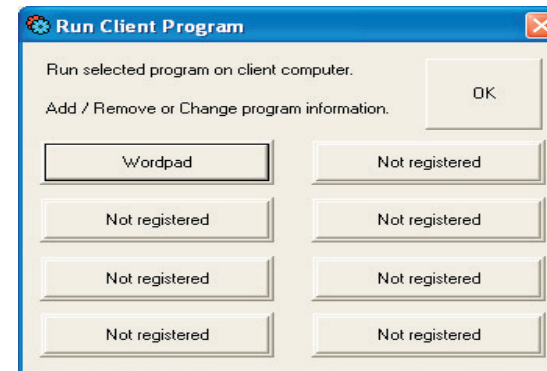 Run Client Program
Run selected program on client computer.
OK
Add / Remove or Change program information.
Wordpad
Not registered
Not registered
Not registered
Not registered
Not registered
Not registered
Not registered